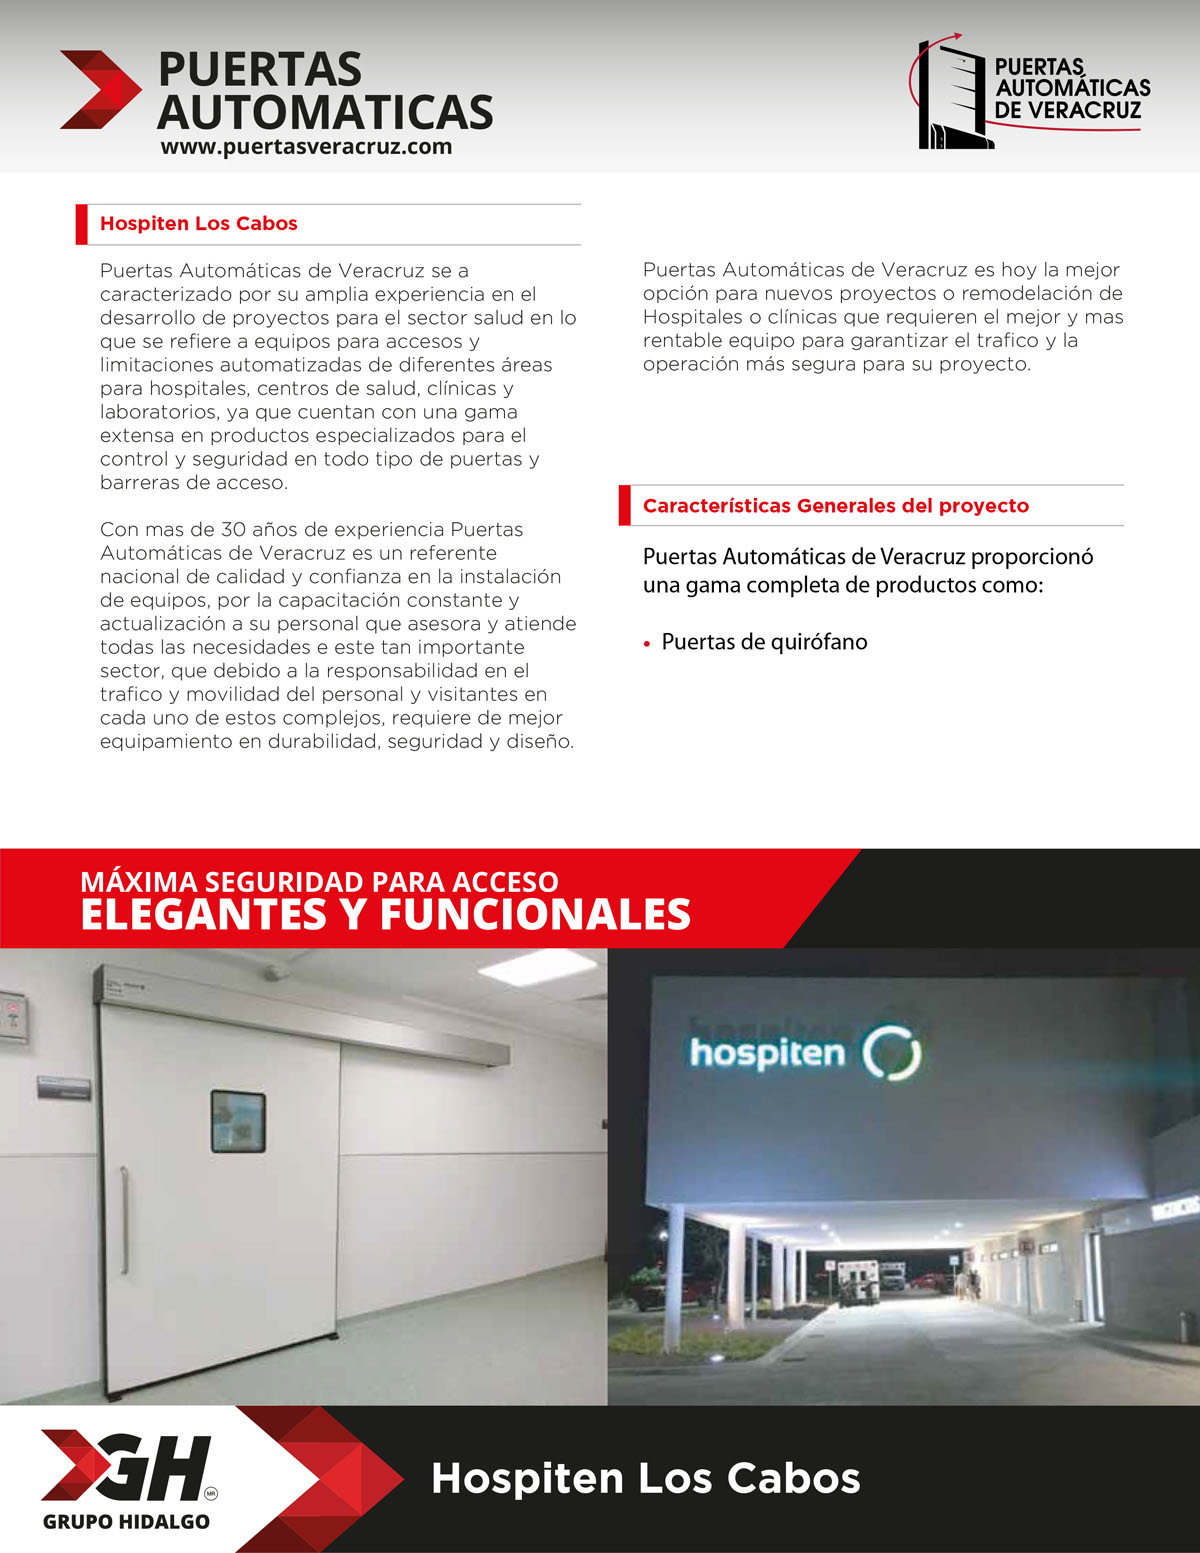 PUERTAS
AUTOMATICAS
www.puertasveracruz.com
PUERTAS
AUTOMÁTICAS
DE VERACRUZ
Hospiten Los Cabos
Puertas Automáticas de Veracruz se a
caracterizado por su amplia experiencia en el
desarrollo de proyectos para el sector salud en lo
que se refiere a equipos para accesos y
limitaciones automatizadas de diferentes áreas
para hospitales, centros de salud, clínicas y
laboratorios, ya que cuentan con una gama
extensa en productos especializados para el
control y seguridad en todo tipo de puertas y
barreras de acceso.
Con mas de 30 años de experiencia Puertas
Automáticas de Veracruz es un referente
nacional de calidad y confianza en la instalación
de equipos, por la capacitación constante y
actualización a su personal que asesora y atiende
todas las necesidades e este tan importante
sector, que debido a la responsabilidad en el
trafico y movilidad del personal y visitantes en
cada uno de estos complejos, requiere de mejor
equipamiento en durabilidad, seguridad y diseño.
Puertas Automáticas de Veracruz es hoy la mejor
opción para nuevos proyectos o remodelación de
Hospitales o clínicas que requieren el mejor y mas
rentable equipo para garantizar el trafico y la
operación más segura para su proyecto.
Características Generales del proyecto
Puertas Automáticas de Veracruz proporcionó
una gama completa de productos como:
• Puertas de quirófano
MÁXIMA SEGURIDAD PARA ACCESO
ELEGANTES Y FUNCIONALES
hospiten
GH
MR
GRUPO HIDALGO
Hospiten Los Cabos